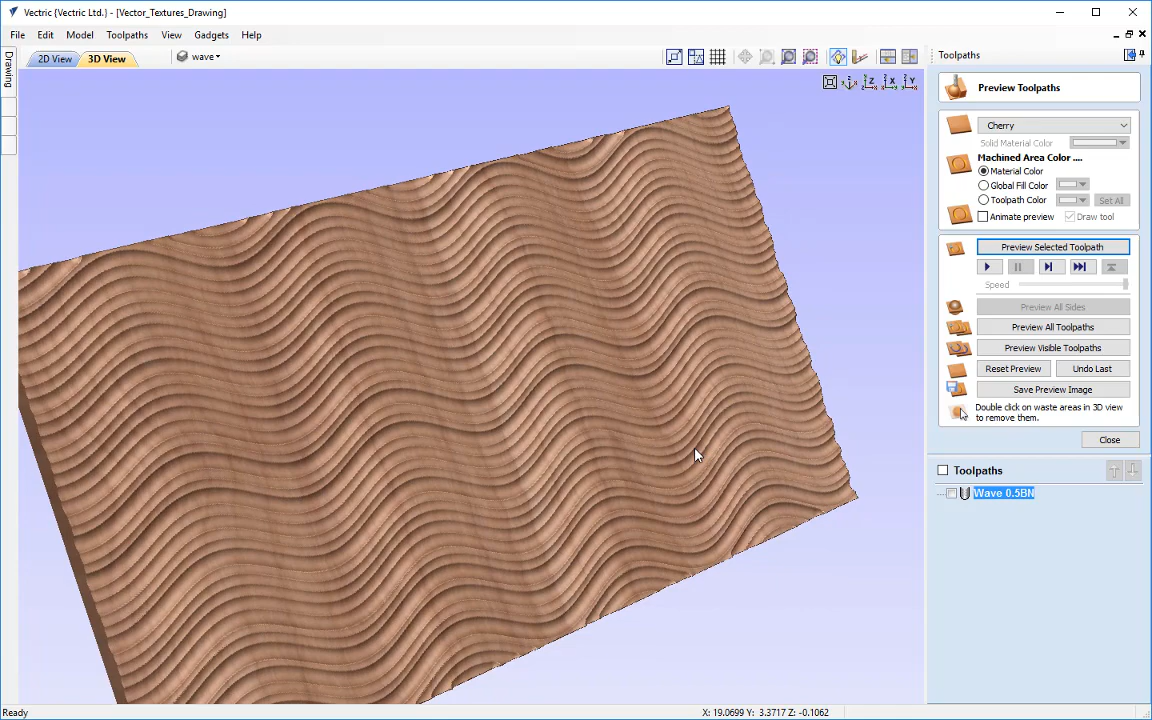 Vectric {Vectric Ltd.} - [Vector_Textures_Drawing]
File Edit Model Toolpaths View Gadgets Help
Drawing
2D View
3D View
wave
Z X Y
Toolpaths
Preview Toolpaths
Cherry
Solid Material Color
Machined Area Color ....
Material Color
Global Fill Color
Toolpath Color
Set All
Animate preview
Draw tool
Preview Selected Toolpath
Speed
Preview All Sides
Preview All Toolpaths
Preview Visible Toolpaths
Reset Preview
Undo Last
Save Preview Image
Double click on waste areas in 3D view
to remove them.
Close
Toolpaths
Wave 0.5BN
Ready
X: 19.0699 Y: 3.3717 Z: -0.1062